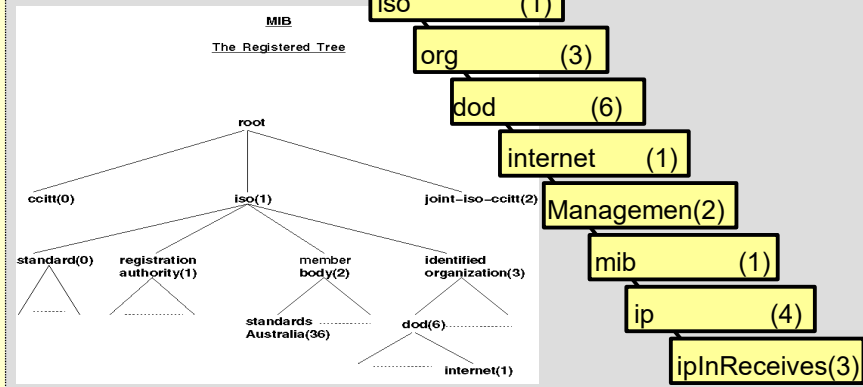 MIB
The Registered Tree
root
ccitt(0) iso(1) joint-iso-ccitt(2)
standard(0) registration authority(1) member body(2) identified organization(3)
standards Australia(36) dod(6)
internet(1)
iso (1)
org (3)
dod (6)
internet (1)
Managemen(2)
mib (1)
ip (4)
ipInReceives(3)